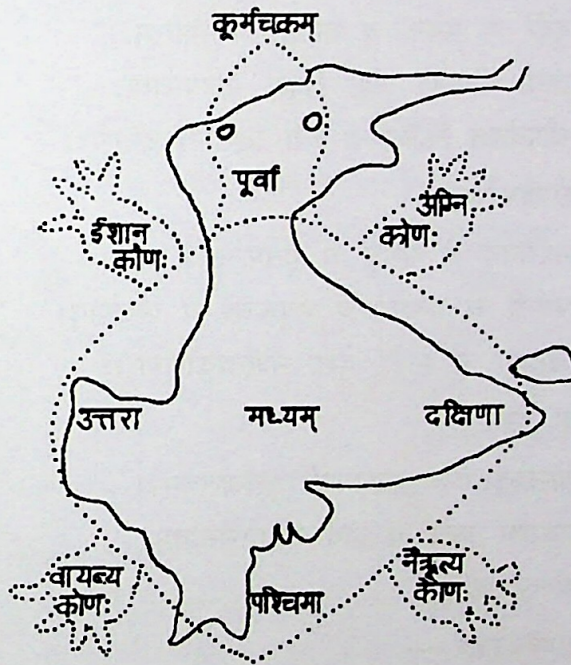 कूर्मचक्रम्
पूर्वा
ईशान
कोणः
अग्नि
कोणः
उत्तरा
मध्यम्
दक्षिणा
वायव्य
कोणः
पश्चिमा
नैऋत्य
कोणः